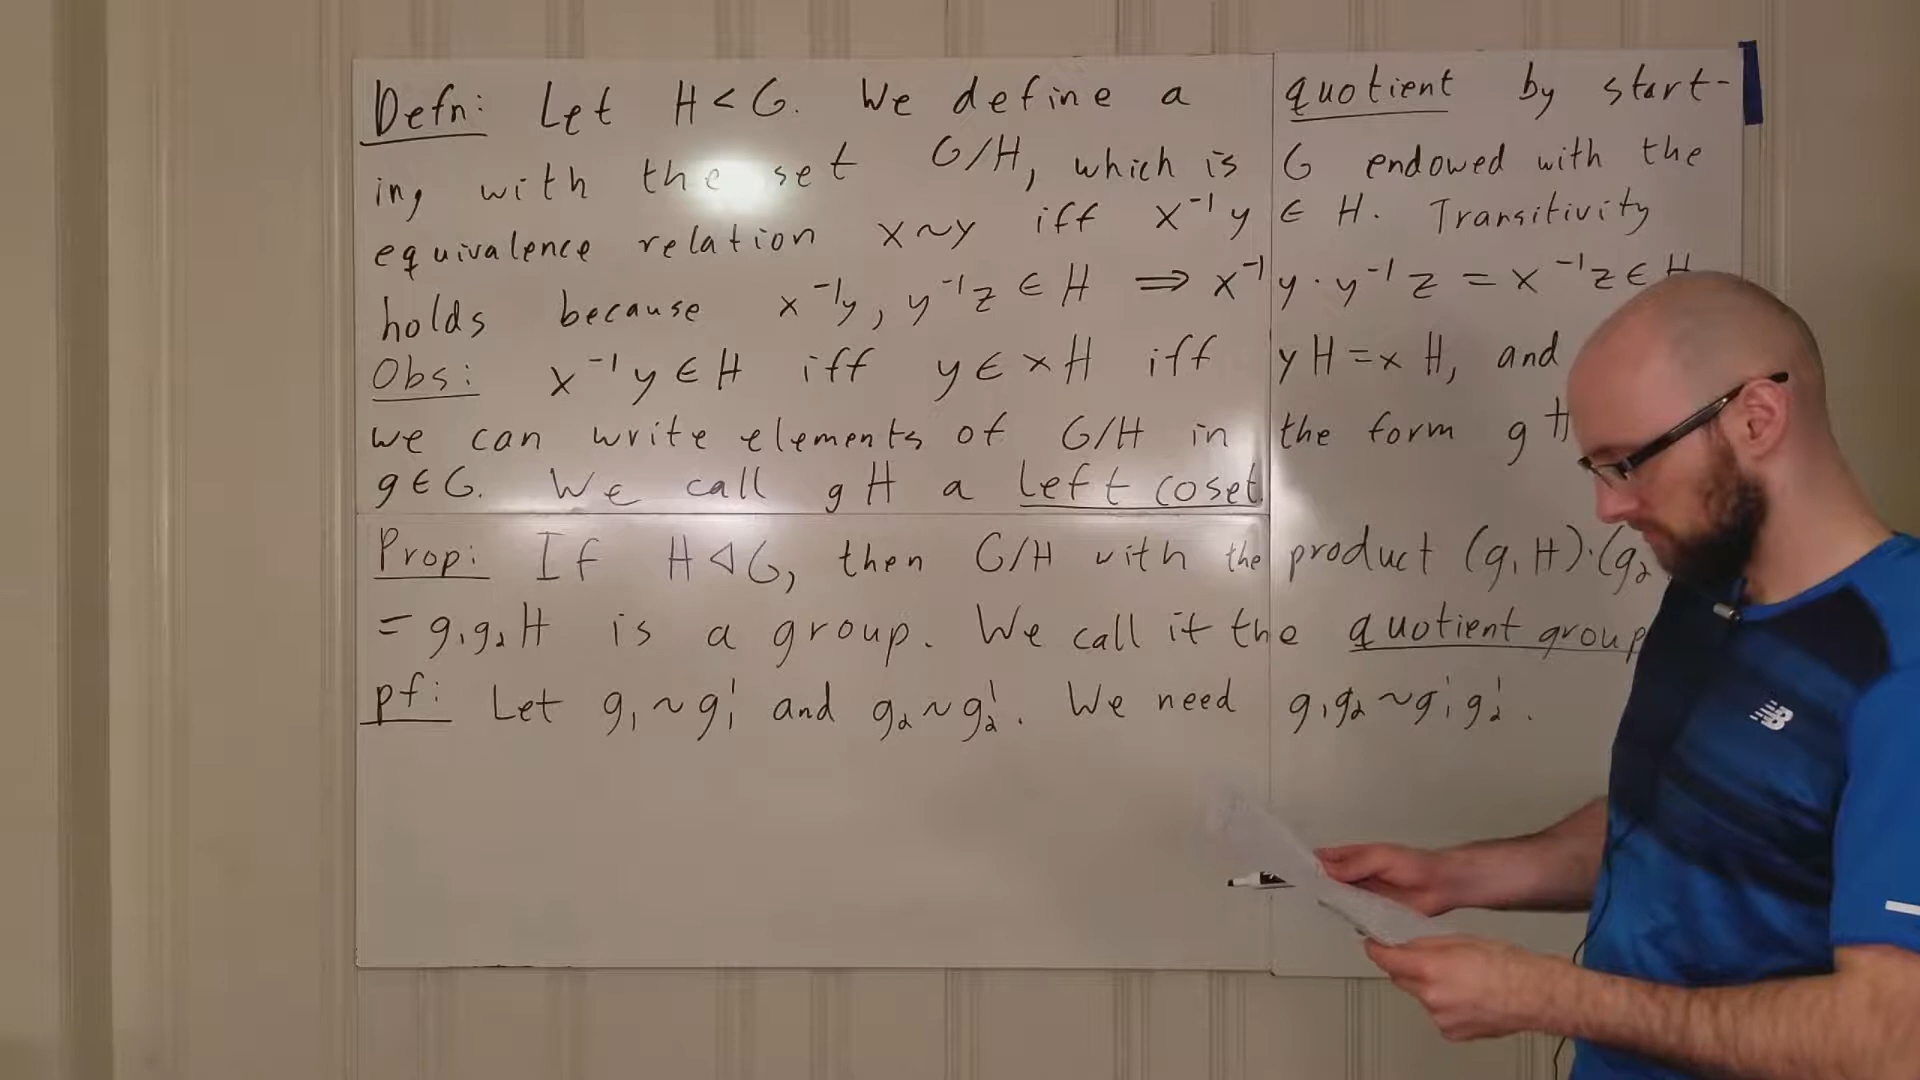 Defn: Let H < G. We define a quotient by start-
ing with the set G/H, which is G endowed with the
equivalence relation x~y iff x⁻¹y ∈ H. Transitivity
holds because x⁻¹y, y⁻¹z ∈ H ⟹ x⁻¹y·y⁻¹z = x⁻¹z ∈ H
Obs: x⁻¹y ∈ H iff y ∈ xH iff yH = xH, and
we can write elements of G/H in the form gH
g ∈ G. We call gH a left coset.
Prop: If H ◁ G, then G/H with the product (g₁H)·(g₂
= g₁g₂H is a group. We call it the quotient group
pf: Let g₁ ~ g₁' and g₂ ~ g₂'. We need g₁g₂ ~ g₁'g₂'.